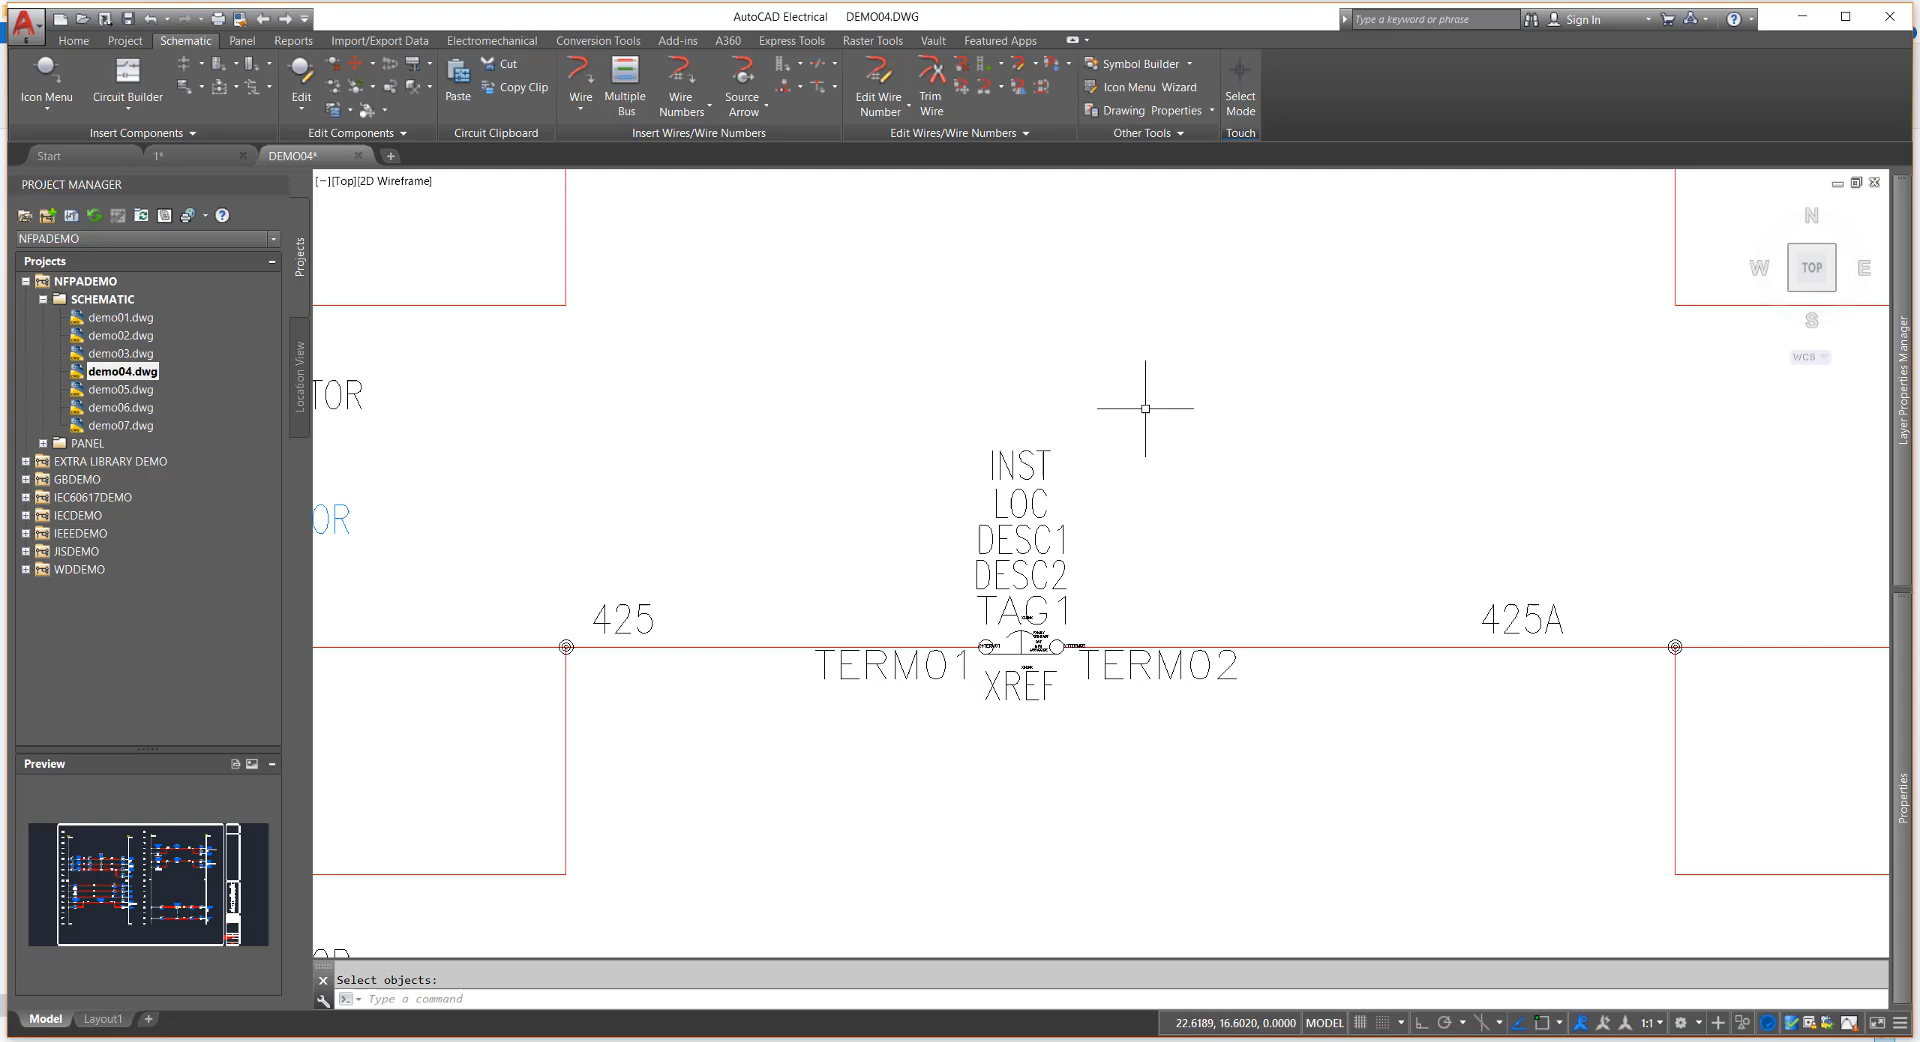 AutoCAD Electrical DEMO04.DWG
Type a keyword or phrase
Sign In
Home Project Schematic Panel Reports Import/Export Data Electromechanical Conversion Tools Add-ins A360 Express Tools Raster Tools Vault Featured Apps
Icon Menu
Circuit Builder
Insert Components
Edit
Edit Components
Paste
Cut
Copy Clip
Circuit Clipboard
Wire
Multiple Bus
Wire Numbers
Source Arrow
Insert Wires/Wire Numbers
Edit Wire Number
Trim Wire
Edit Wires/Wire Numbers
Symbol Builder
Icon Menu Wizard
Drawing Properties
Other Tools
Select Mode
Touch
Start
1*
DEMO04*
PROJECT MANAGER
NFPADEMO
Projects
NFPADEMO
SCHEMATIC
demo01.dwg
demo02.dwg
demo03.dwg
demo04.dwg
demo05.dwg
demo06.dwg
demo07.dwg
PANEL
EXTRA LIBRARY DEMO
GBDEMO
IEC60617DEMO
IECDEMO
IEEEDEMO
JISDEMO
WDDEMO
Projects
Location View
Preview
[−][Top][2D Wireframe]
N
W TOP E
S
WCS
TOR
OR
INST
LOC
DESC1
DESC2
TAG1
425
425A
TERM01
TERM02
XREF
OR
Layer Properties Manager
Properties
Select objects:
Type a command
Model Layout1
22.6189, 16.6020, 0.0000 MODEL 1:1